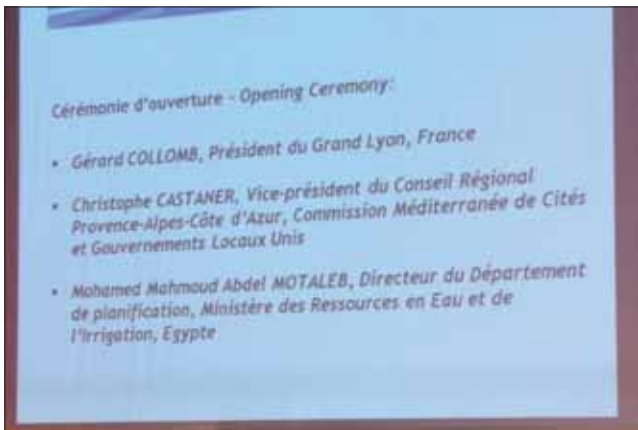 Cérémonie d'ouverture - Opening Ceremony:
• Gérard COLLOMB, Président du Grand Lyon, France
• Christophe CASTANER, Vice-président du Conseil Régional
Provence-Alpes-Côte d'Azur, Commission Méditerranée de Cités
et Gouvernements Locaux Unis
• Mohamed Mahmoud Abdel MOTALEB, Directeur du Département
de planification, Ministère des Ressources en Eau et de
l'Irrigation, Egypte